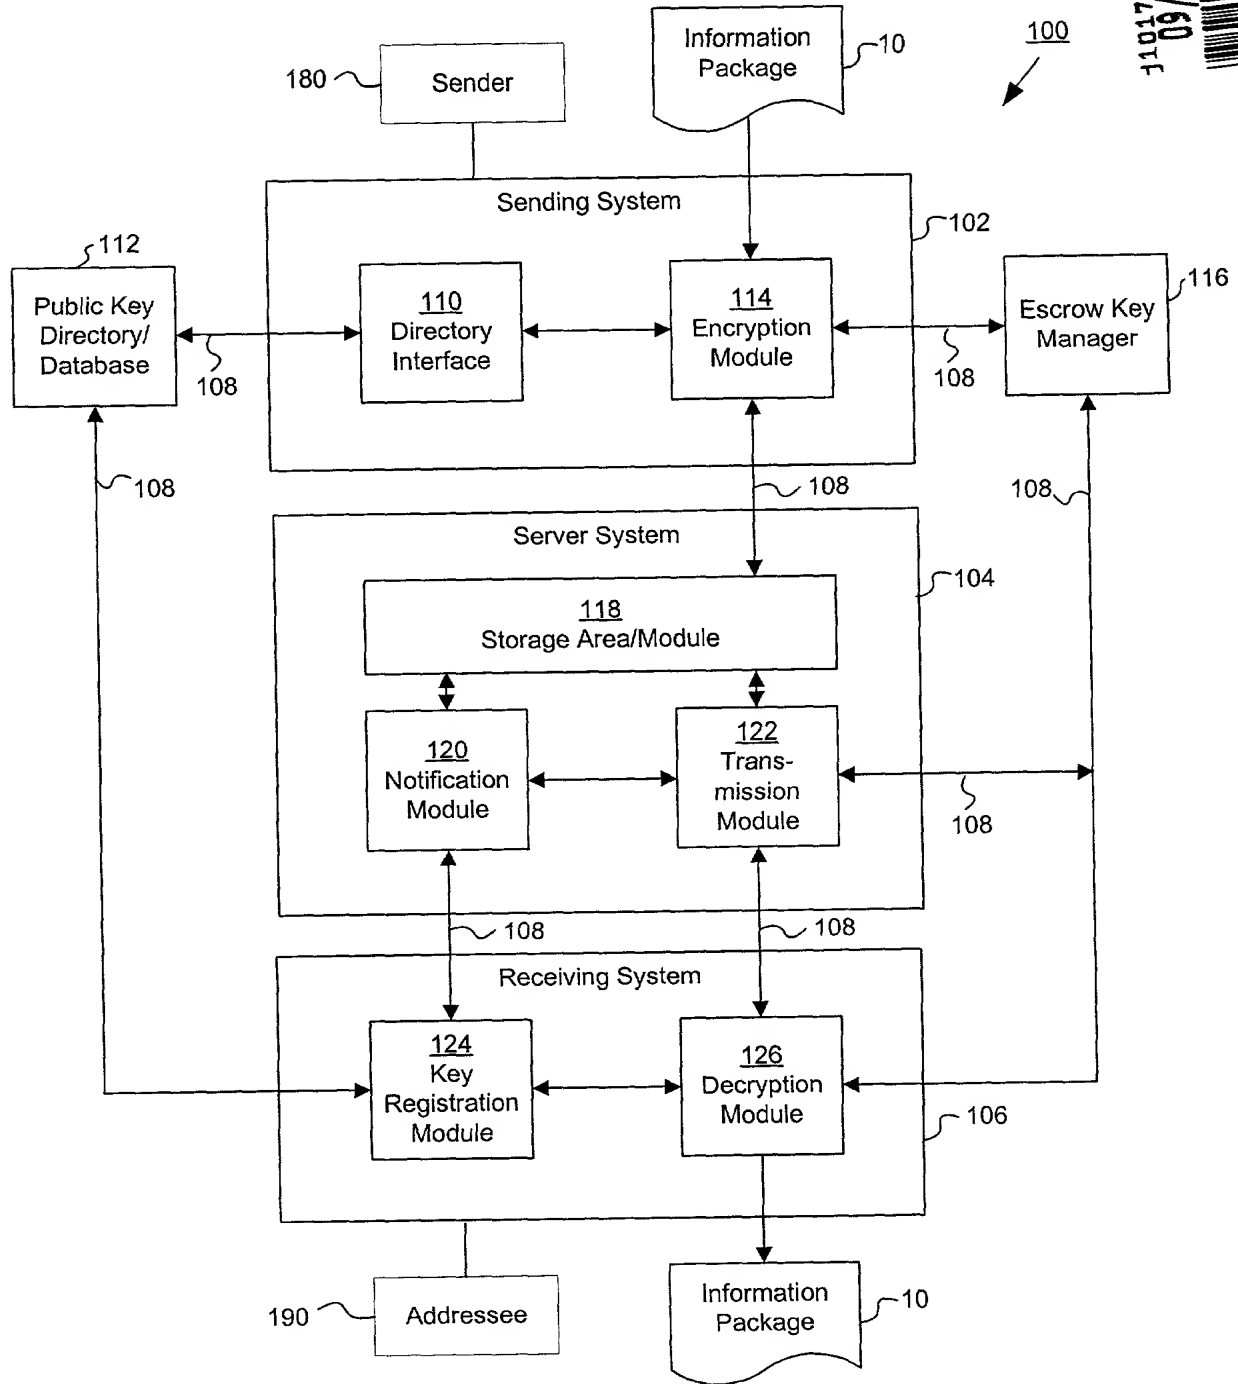 100
Information
Package
10
180
Sender
Sending System
102
112
Public Key
Directory/
Database
108
110
Directory
Interface
114
Encryption
Module
108
Escrow Key
Manager
116
108
108
108
Server System
104
118
Storage Area/Module
120
Notification
Module
122
Trans-
mission
Module
108
108
108
Receiving System
124
Key
Registration
Module
126
Decryption
Module
106
190
Addressee
Information
Package
10